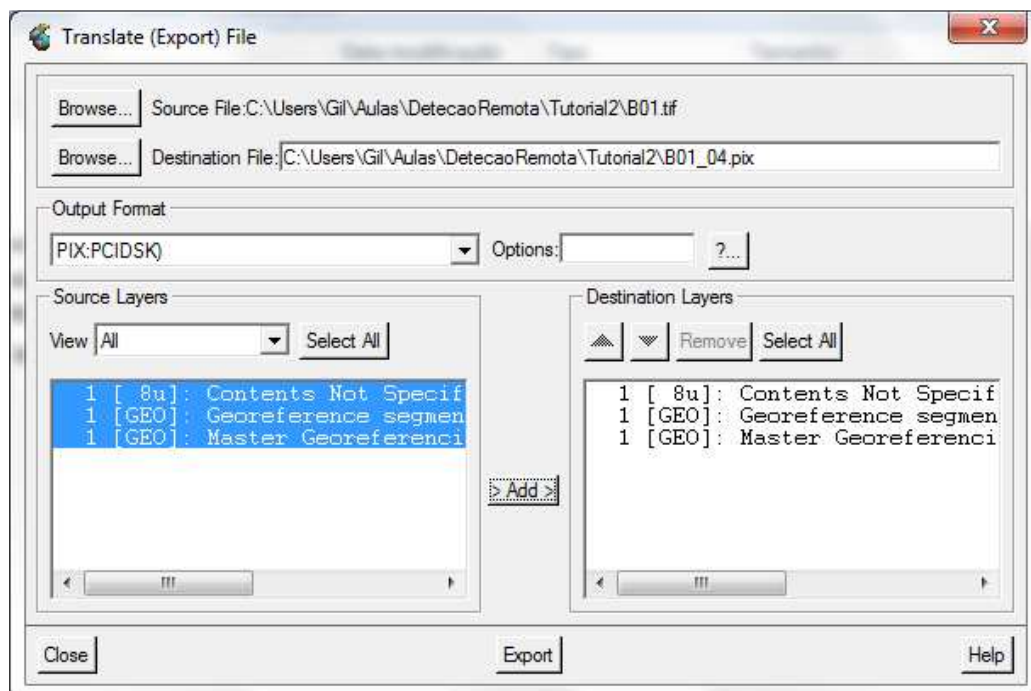 Translate (Export) File
Browse... Source File:C:\Users\Gil\Aulas\DetecaoRemota\Tutorial2\B01.tif
Browse... Destination File: C:\Users\Gil\Aulas\DetecaoRemota\Tutorial2\B01_04.pix
Output Format
PIX:PCIDSK) Options: ?...
Source Layers
View All Select All
1 [ 8u]: Contents Not Specif
1 [GEO]: Georeference segmen
1 [GEO]: Master Georeferenci
> Add >
Destination Layers
Remove Select All
1 [ 8u]: Contents Not Specif
1 [GEO]: Georeference segmen
1 [GEO]: Master Georeferenci
Close Export Help